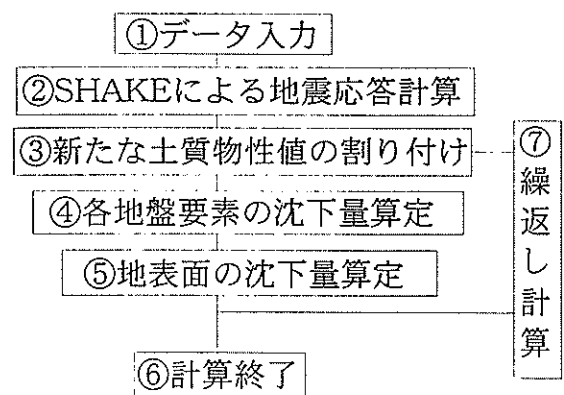 ①データ入力
②SHAKEによる地震応答計算
③新たな土質物性値の割り付け
④各地盤要素の沈下量算定
⑤地表面の沈下量算定
⑥計算終了
⑦繰返し計算